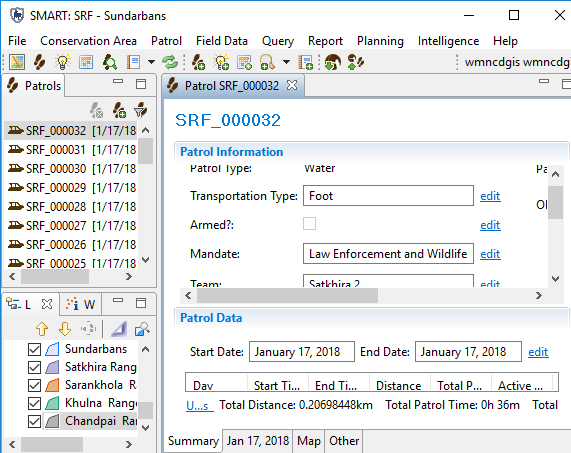 SMART: SRF - Sundarbans
File Conservation Area Patrol Field Data Query Report Planning Intelligence Help
wmncdgis wmncdg
Patrols
SRF_000032 [1/17/18
SRF_000031 [1/17/18
SRF_000030 [1/17/18
SRF_000029 [1/17/18
SRF_000028 [1/17/18
SRF_000027 [1/17/18
SRF_000026 [1/17/18
SRF_000025 [1/17/18
L W
Sundarbans
Satkhira Rang
Sarankhola R
Khulna Range
Chandpai Ran
Patrol SRF_000032
SRF_000032
Patrol Information
Patrol Type: Water Pa
Transportation Type: Foot edit
Armed?: edit
Mandate: Law Enforcement and Wildlife edit
Team: Satkhira 2
Patrol Data
Start Date: January 17, 2018 End Date: January 17, 2018 edit
Day Start Ti... End Ti... Distance Total P... Active ...
U...s Total Distance: 0.20698448km Total Patrol Time: 0h 36m Total
Summary Jan 17, 2018 Map Other